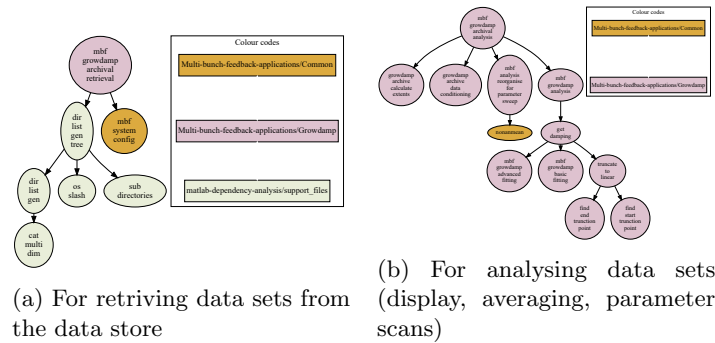 mbf
growdamp
archival
retrieval
dir
list
gen
tree
mbf
system
config
dir
list
gen
os
slash
sub
directories
cat
multi
dim
Colour codes
Multi-bunch-feedback-applications/Common
Multi-bunch-feedback-applications/Growdamp
matlab-dependency-analysis/support_files
(a) For retriving data sets from
the data store
mbf
growdamp
archival
analysis
growdamp
archive
calculate
extents
growdamp
archive
data
conditioning
mbf
analysis
reorganise
for
parameter
sweep
mbf
growdamp
analysis
nonanmean
get
damping
mbf
growdamp
advanced
fitting
mbf
growdamp
basic
fitting
truncate
to
linear
find
end
trunction
point
find
start
trunction
point
Colour codes
Multi-bunch-feedback-applications/Common
Multi-bunch-feedback-applications/Growdamp
(b) For analysing data sets
(display, averaging, parameter
scans)